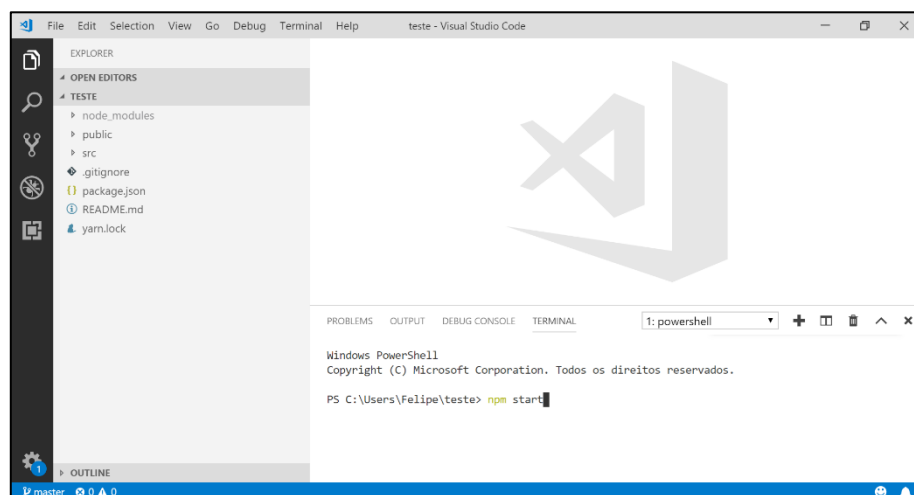 File Edit Selection View Go Debug Terminal Help teste - Visual Studio Code
EXPLORER
OPEN EDITORS
TESTE
node_modules
public
src
.gitignore
package.json
README.md
yarn.lock
PROBLEMS OUTPUT DEBUG CONSOLE TERMINAL 1: powershell
Windows PowerShell
Copyright (C) Microsoft Corporation. Todos os direitos reservados.
PS C:\Users\Felipe\teste> npm start
1
OUTLINE
master 0 0